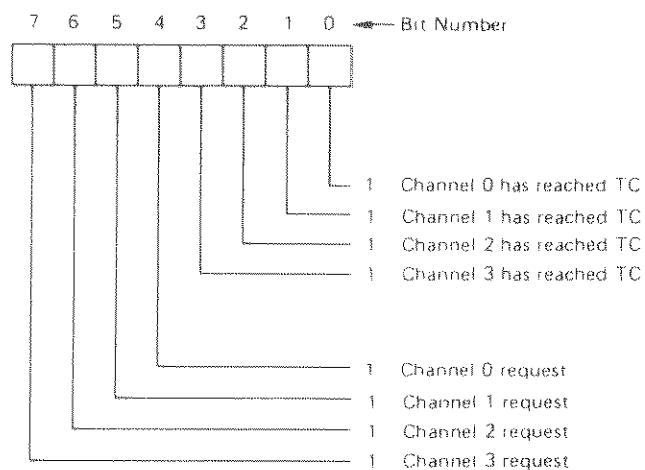 7 6 5 4 3 2 1 0 Bit Number
1 Channel 0 has reached TC
1 Channel 1 has reached TC
1 Channel 2 has reached TC
1 Channel 3 has reached TC
1 Channel 0 request
1 Channel 1 request
1 Channel 2 request
1 Channel 3 request